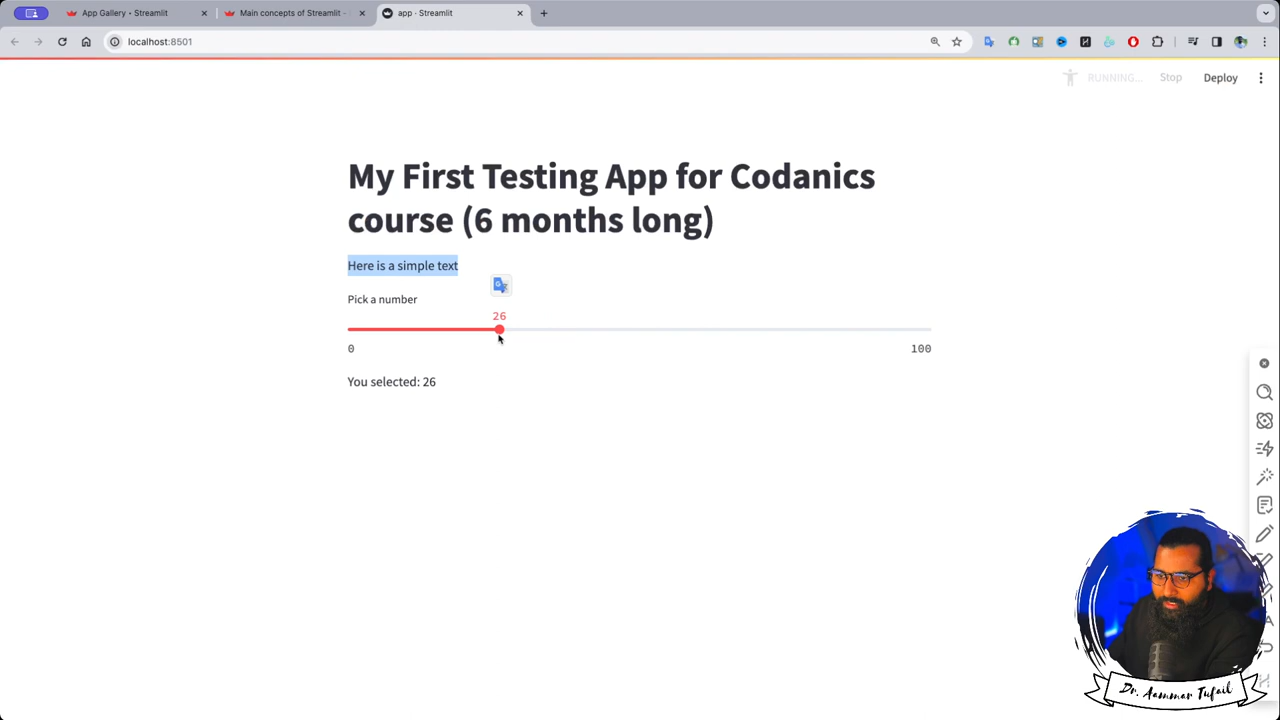 App Gallery • Streamlit
Main concepts of Streamlit -
app · Streamlit
localhost:8501
RUNNING...
Stop
Deploy
My First Testing App for Codanics
course (6 months long)
Here is a simple text
Pick a number
26
0
100
You selected: 26
Dr. Aammar Tufail